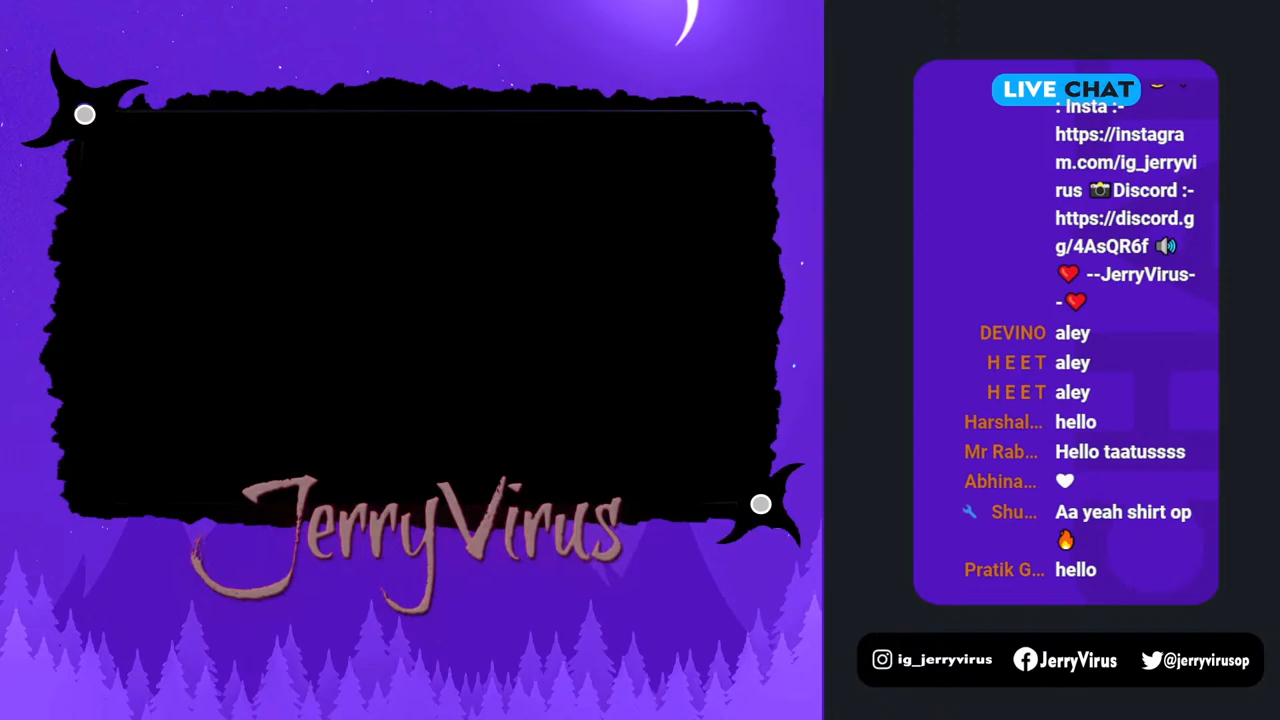 LIVE CHAT
: Insta :-
https://instagra
m.com/ig_jerryvi
rus 📷Discord :-
https://discord.g
g/4AsQR6f 🔊
❤️ --JerryVirus-
-❤️
DEVINO aley
H E E T aley
H E E T aley
Harshal... hello
Mr Rab... Hello taatussss
Abhina... 🤍
Shu... Aa yeah shirt op
🔥
Pratik G... hello
JerryVirus
ig_jerryvirus JerryVirus @jerryvirusop